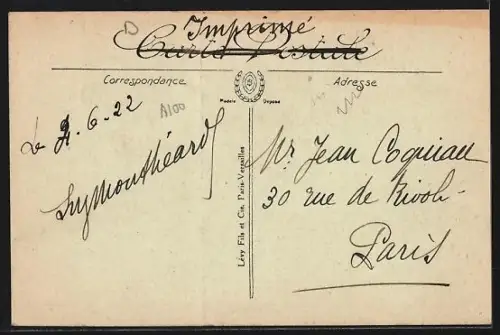 Imprimé
Carte Postale
Correspondance
Adresse
Modèle Déposé
Le 2-6-22
A100
Mr. Jean Coquiau
30 rue de Rivoli
Paris
Lévy Fils et Cie, Paris-Versailles